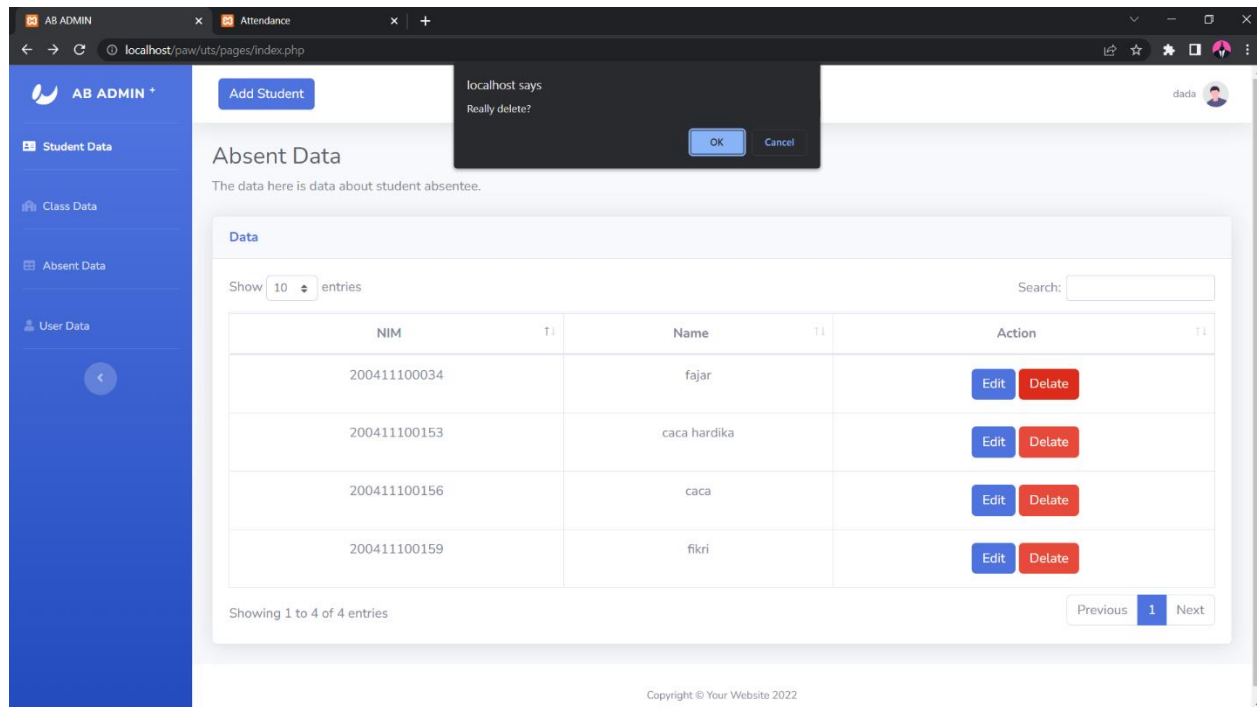 AB ADMIN
Attendance
localhost/paw/uts/pages/index.php
AB ADMIN +
Student Data
Class Data
Absent Data
User Data
Add Student
localhost says
Really delete?
OK Cancel
dada
Absent Data
The data here is data about student absentee.
Data
Show 10 entries Search:
NIM Name Action
200411100034 fajar Edit Delate
200411100153 caca hardika Edit Delate
200411100156 caca Edit Delate
200411100159 fikri Edit Delate
Showing 1 to 4 of 4 entries
Previous 1 Next
Copyright © Your Website 2022